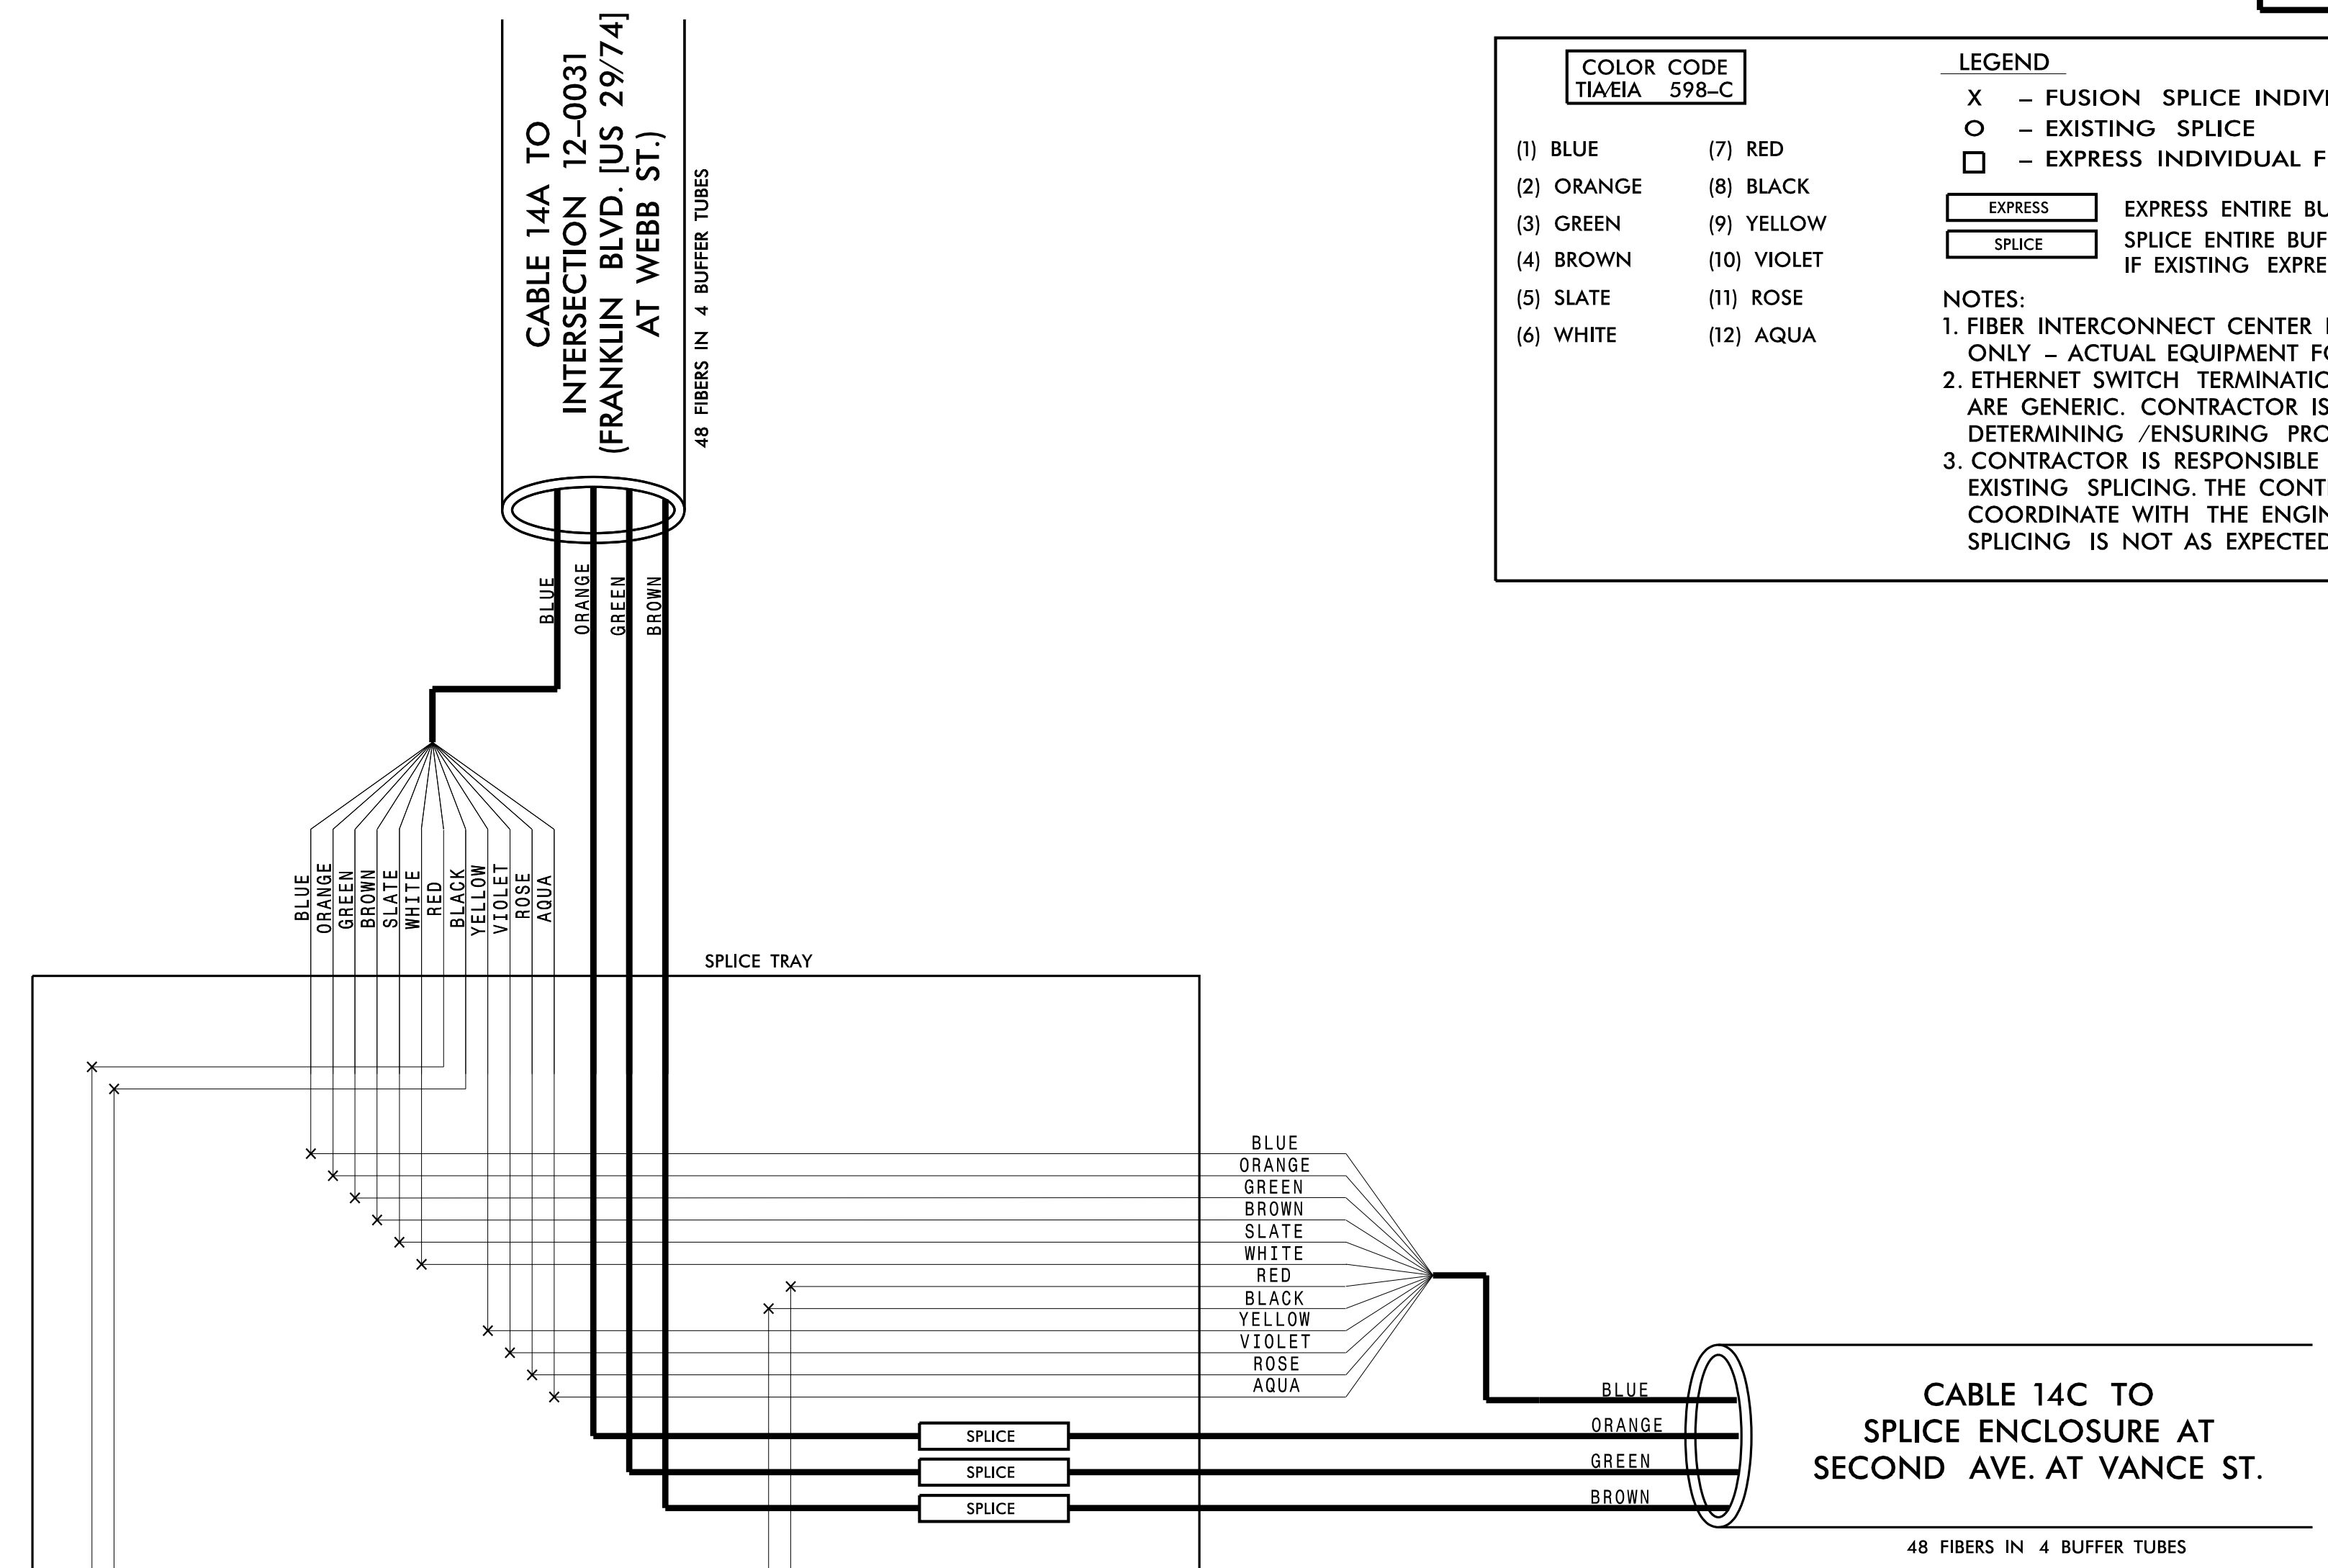 CABLE 14A TO
INTERSECTION 12–0031
(FRANKLIN BLVD. [US 29/74]
AT WEBB ST.)
48 FIBERS IN 4 BUFFER TUBES
COLOR CODE
TIA/EIA 598–C
(1) BLUE
(2) ORANGE
(3) GREEN
(4) BROWN
(5) SLATE
(6) WHITE
(7) RED
(8) BLACK
(9) YELLOW
(10) VIOLET
(11) ROSE
(12) AQUA
LEGEND
X – FUSION SPLICE
O – EXISTING SPLICE
□ – EXPRESS INDIVIDUAL
EXPRESS EXPRESS ENTIRE
SPLICE SPLICE ENTIRE
IF EXISTING
NOTES:
1. FIBER INTERCONNECT CENTER
ONLY – ACTUAL EQUIPMENT
2. ETHERNET SWITCH
ARE GENERIC. CONTRACTOR IS
DETERMINING /ENSURING
3. CONTRACTOR IS RESPONSIBLE
EXISTING SPLICING. THE
COORDINATE WITH THE
SPLICING IS NOT AS EXPECTED
BLUE
ORANGE
GREEN
BROWN
BLUE
ORANGE
GREEN
BROWN
SLATE
WHITE
RED
BLACK
YELLOW
VIOLET
ROSE
AQUA
SPLICE TRAY
BLUE
ORANGE
GREEN
BROWN
SLATE
WHITE
RED
BLACK
YELLOW
VIOLET
ROSE
AQUA
SPLICE
SPLICE
SPLICE
BLUE
ORANGE
GREEN
BROWN
CABLE 14C TO
SPLICE ENCLOSURE AT
SECOND AVE. AT VANCE ST.
48 FIBERS IN 4 BUFFER TUBES